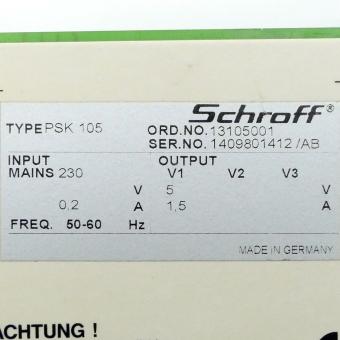 Schroff®
TYPE PSK 105 ORD.NO. 13105001
SER.NO. 1409801412 /AB
INPUT OUTPUT
MAINS 230 V1 V2 V3
V 5 V
0,2 A 1,5 A
FREQ. 50-60 Hz
MADE IN GERMANY
ACHTUNG !